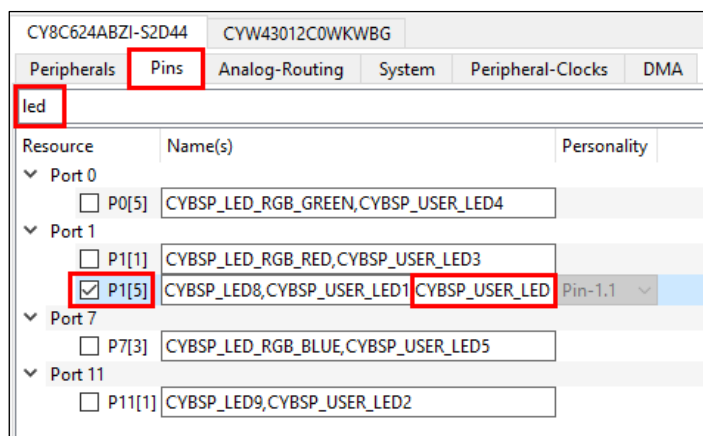 CY8C624ABZI-S2D44 CYW43012C0WKWBG
Peripherals Pins Analog-Routing System Peripheral-Clocks DMA
led
Resource Name(s) Personality
Port 0
P0[5] CYBSP_LED_RGB_GREEN,CYBSP_USER_LED4
Port 1
P1[1] CYBSP_LED_RGB_RED,CYBSP_USER_LED3
P1[5] CYBSP_LED8,CYBSP_USER_LED1 CYBSP_USER_LED Pin-1.1
Port 7
P7[3] CYBSP_LED_RGB_BLUE,CYBSP_USER_LED5
Port 11
P11[1] CYBSP_LED9,CYBSP_USER_LED2